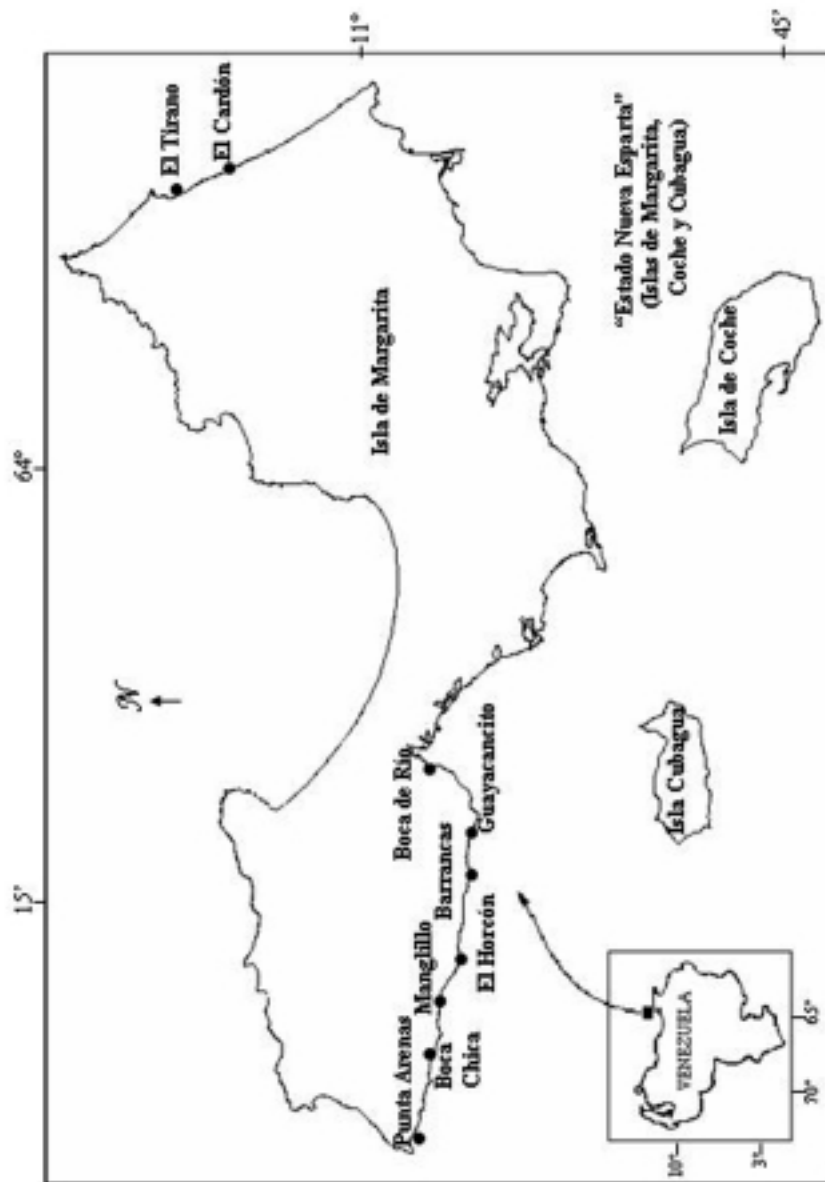 15'
64°
11°
45'
N
El Tirano
El Cardón
Isla de Margarita
Boca de Río
Guayacancito
Barrancas
El Horcón
Manglillo
Boca
Chica
Punta Arenas
"Estado Nueva Esparta"
(Islas de Margarita,
Coche y Cubagua)
Isla de Coche
Isla Cubagua
VENEZUELA
10°
3°
70°
65°